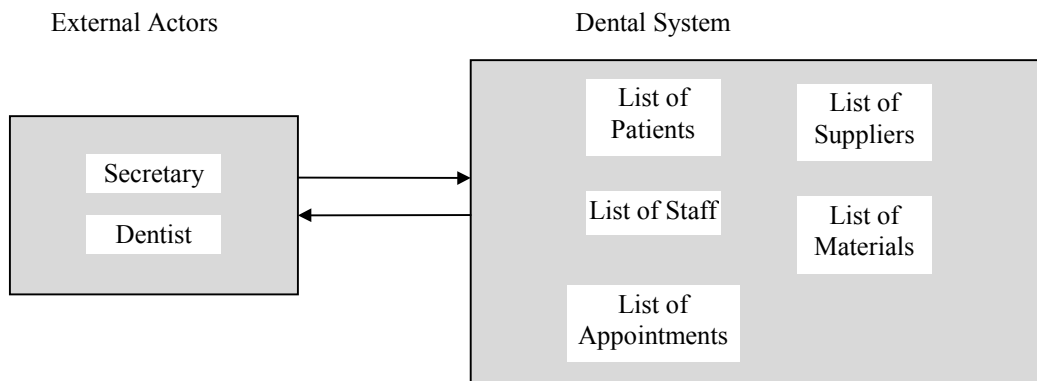 External Actors
Dental System
Secretary
Dentist
List of
Patients
List of
Suppliers
List of Staff
List of
Materials
List of
Appointments